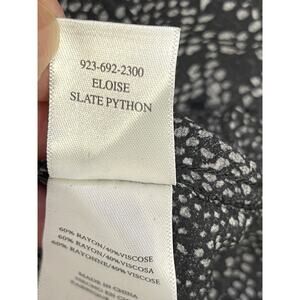 923-692-2300
ELOISE
SLATE PYTHON
60% RAYON/40%VISCOSE
60% RAYON/40%VISCOSA
60% RAYONNE/40%VISCOSE
MADE IN CHINA